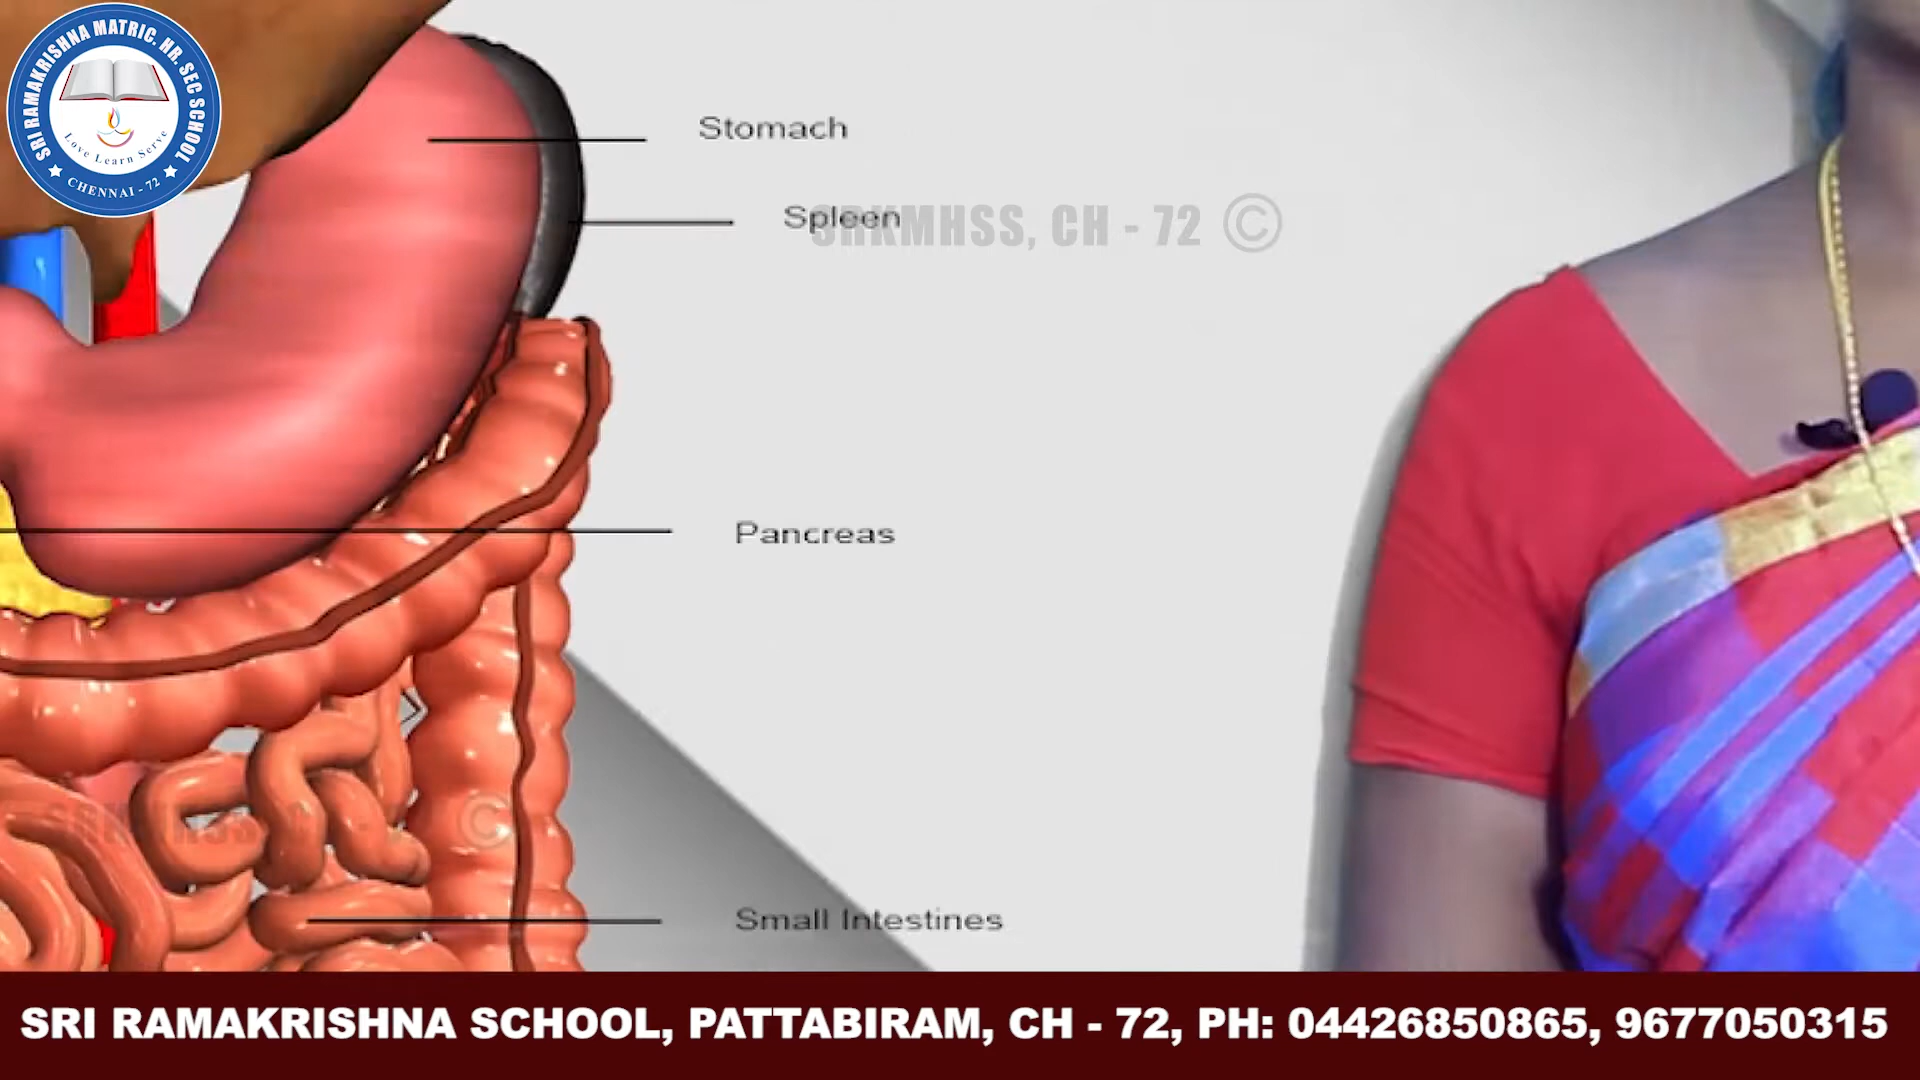 SRI RAMAKRISHNA MATRIC. HR. SEC SCHOOL
Love Learn Serve
CHENNAI - 72
Stomach
Spleen
SRKMHSS, CH - 72 ©
Pancreas
Small Intestines
SRI RAMAKRISHNA SCHOOL, PATTABIRAM, CH - 72, PH: 04426850865, 9677050315